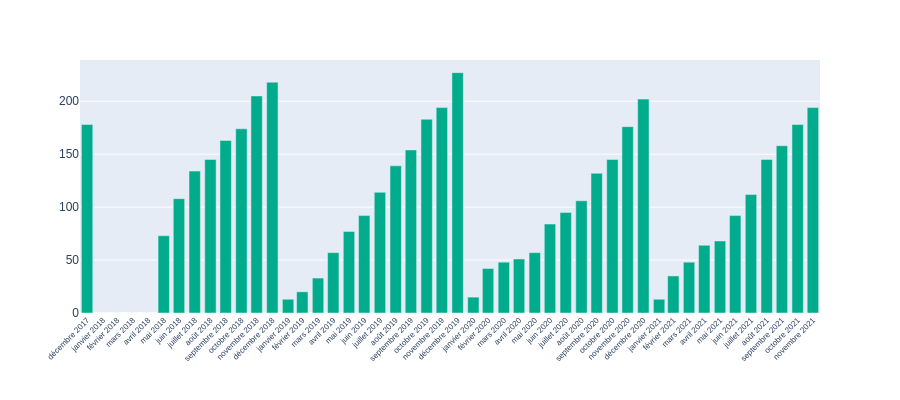 200
150
100
50
0
décembre 2017
janvier 2018
février 2018
mars 2018
avril 2018
mai 2018
juin 2018
juillet 2018
août 2018
septembre 2018
octobre 2018
novembre 2018
décembre 2018
janvier 2019
février 2019
mars 2019
avril 2019
mai 2019
juin 2019
juillet 2019
août 2019
septembre 2019
octobre 2019
novembre 2019
décembre 2019
janvier 2020
février 2020
mars 2020
avril 2020
mai 2020
juin 2020
juillet 2020
août 2020
septembre 2020
octobre 2020
novembre 2020
décembre 2020
janvier 2021
février 2021
mars 2021
avril 2021
mai 2021
juin 2021
juillet 2021
août 2021
septembre 2021
octobre 2021
novembre 2021